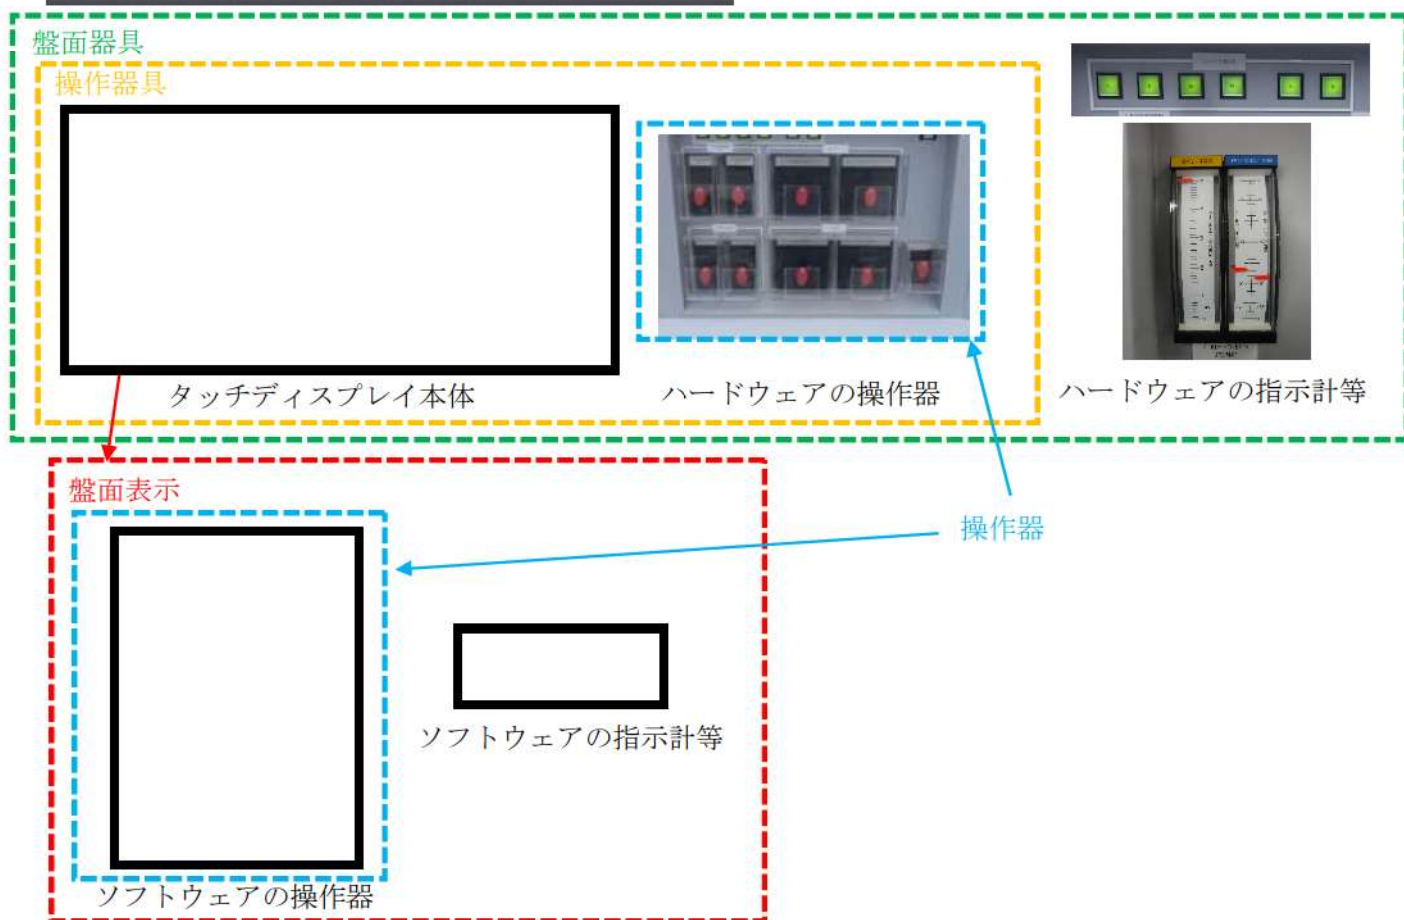 盤面器具
操作器具
タッチディスプレイ本体
ハードウェアの操作器
ハードウェアの指示計等
盤面表示
操作器
ソフトウェアの指示計等
ソフトウェアの操作器